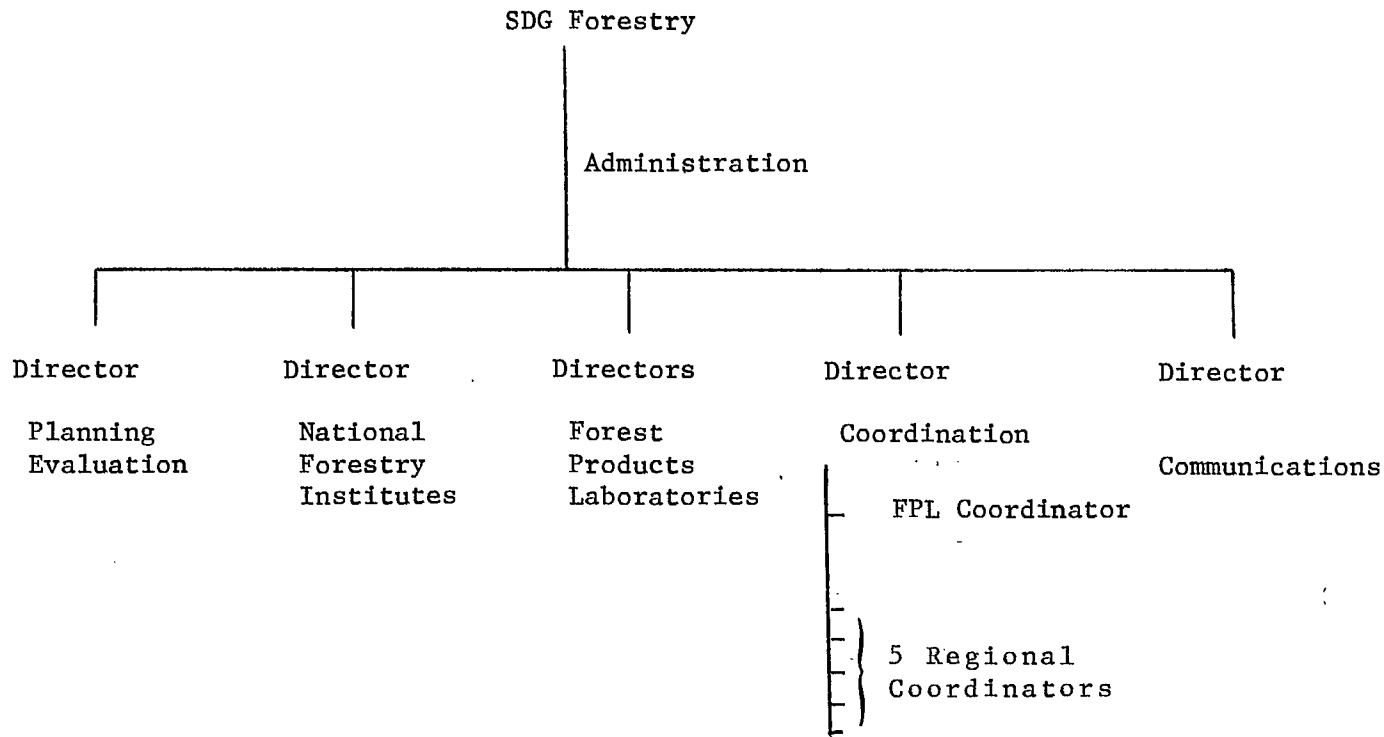 SDG Forestry
Administration
Director
Planning
Evaluation
Director
National
Forestry
Institutes
Directors
Forest
Products
Laboratories
Director
Coordination
FPL Coordinator
5 Regional
Coordinators
Director
Communications